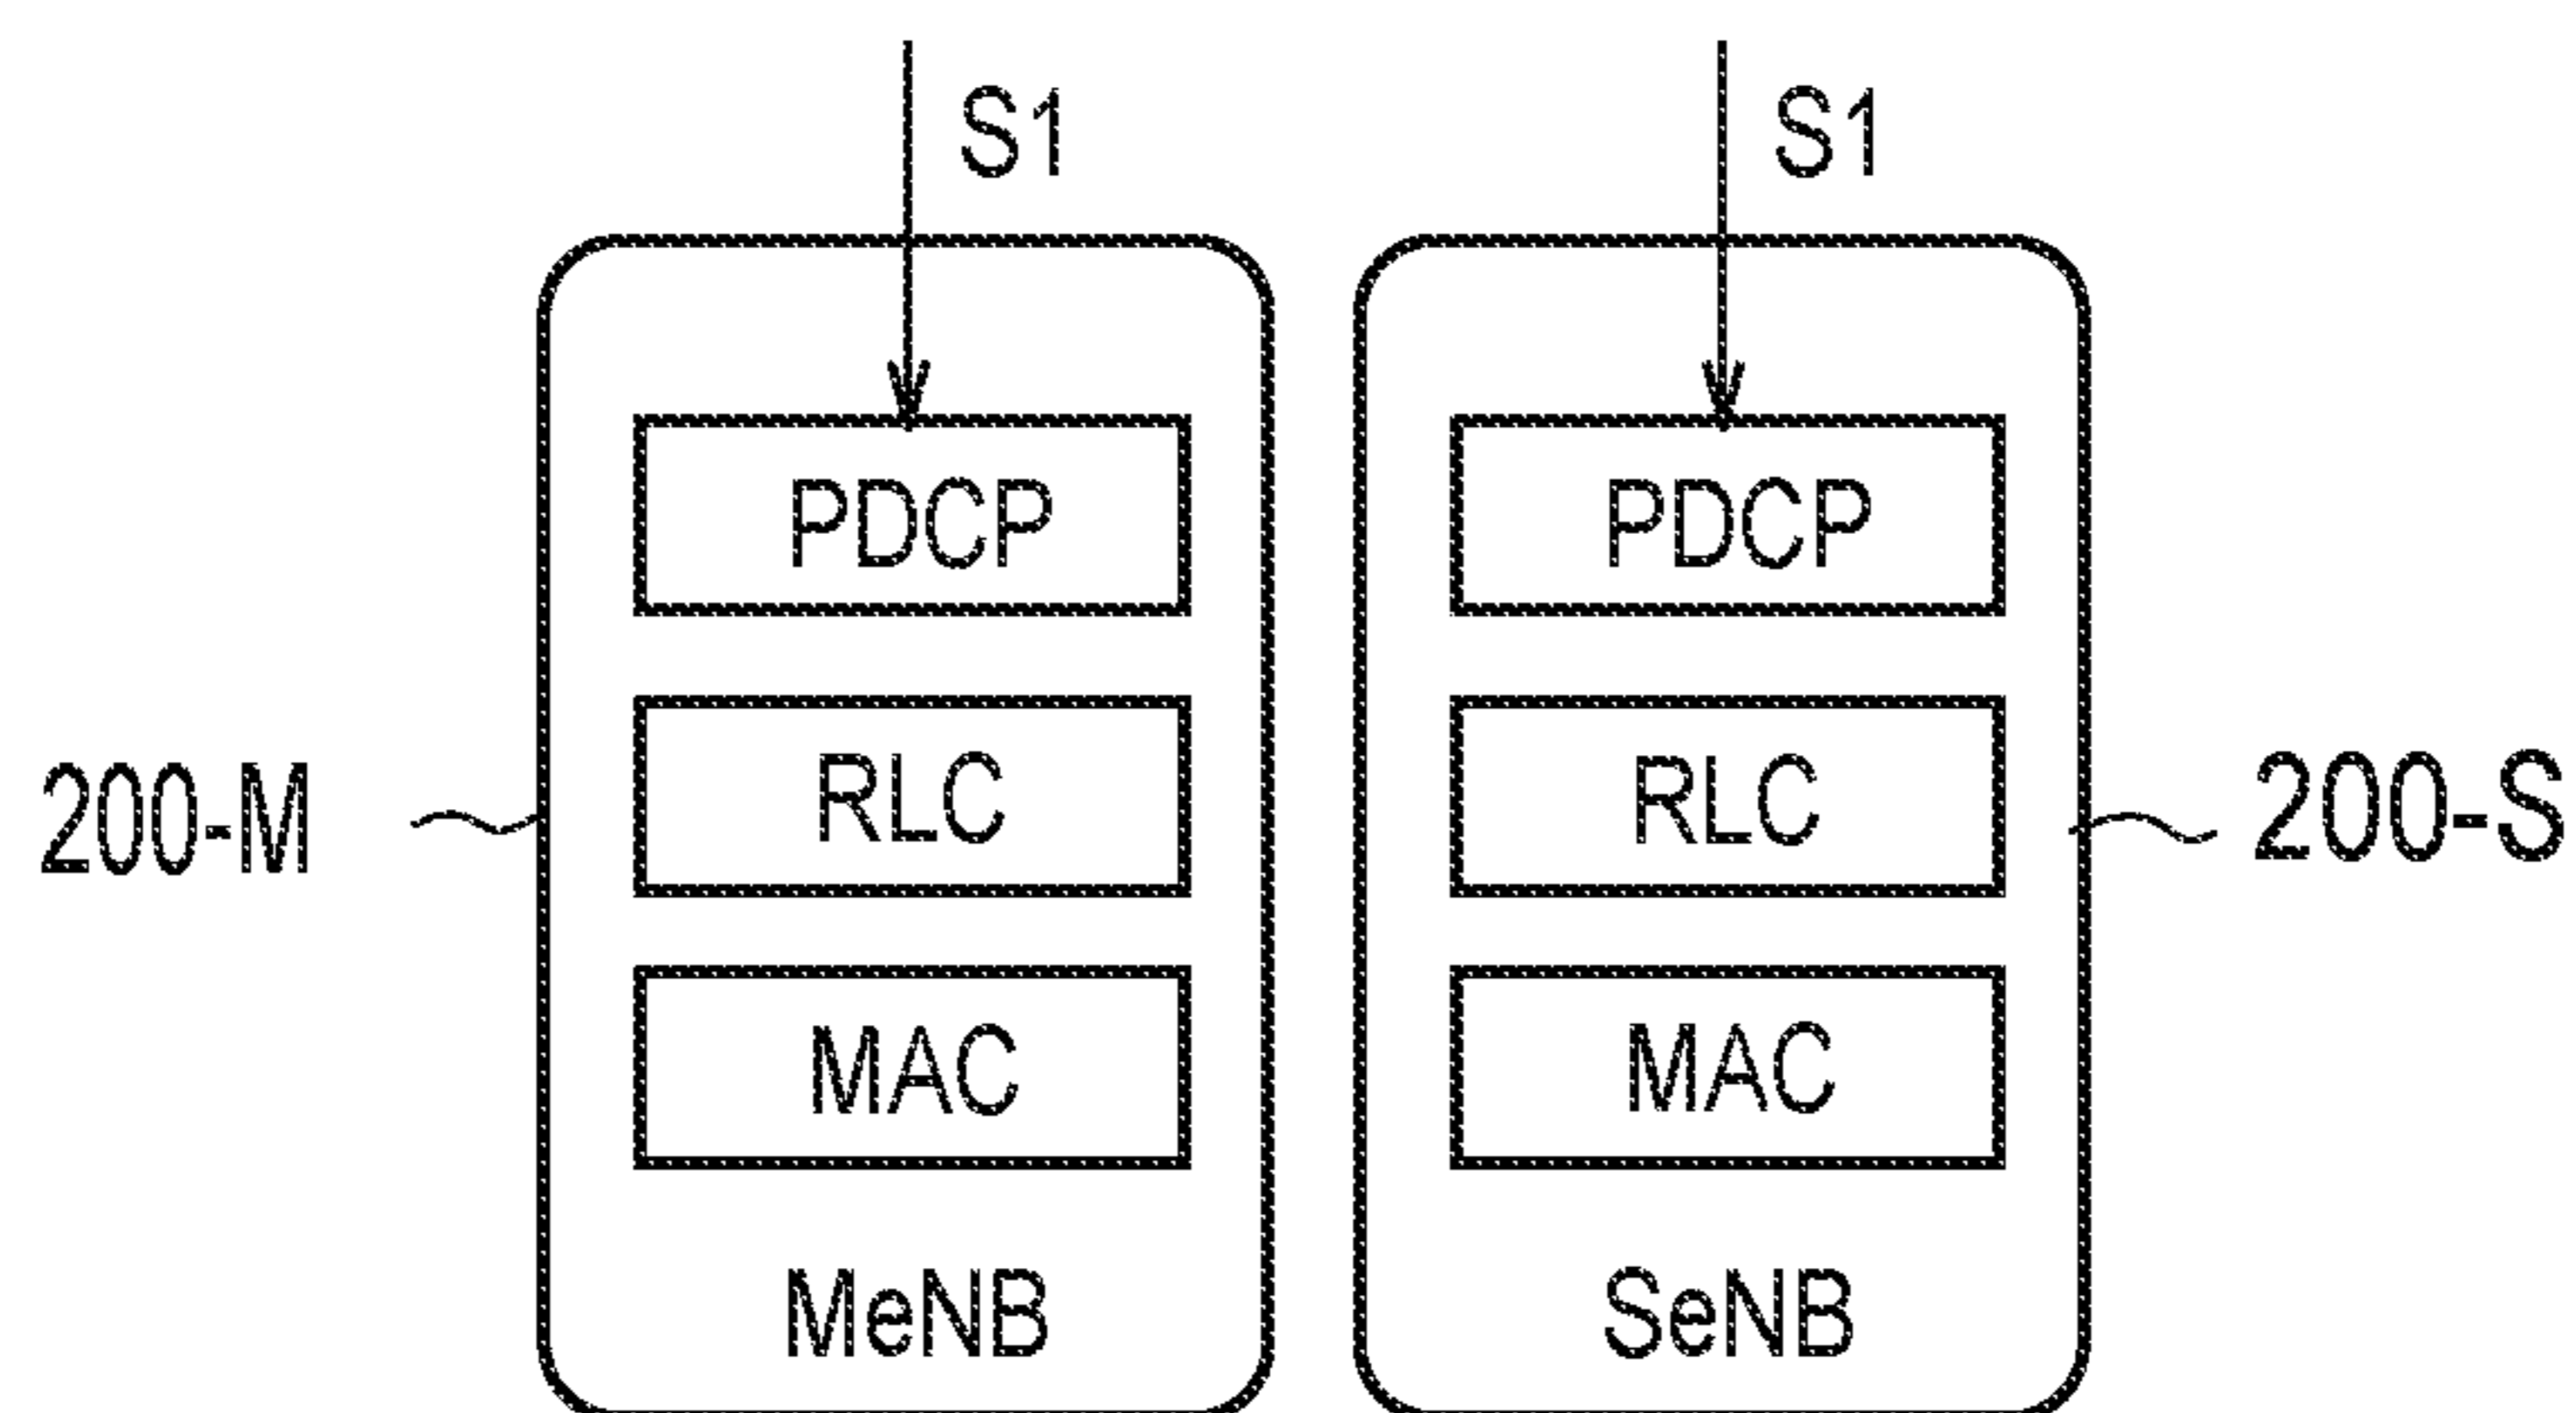 S1 S1
PDCP PDCP
200-M RLC RLC 200-S
MAC MAC
MeNB SeNB